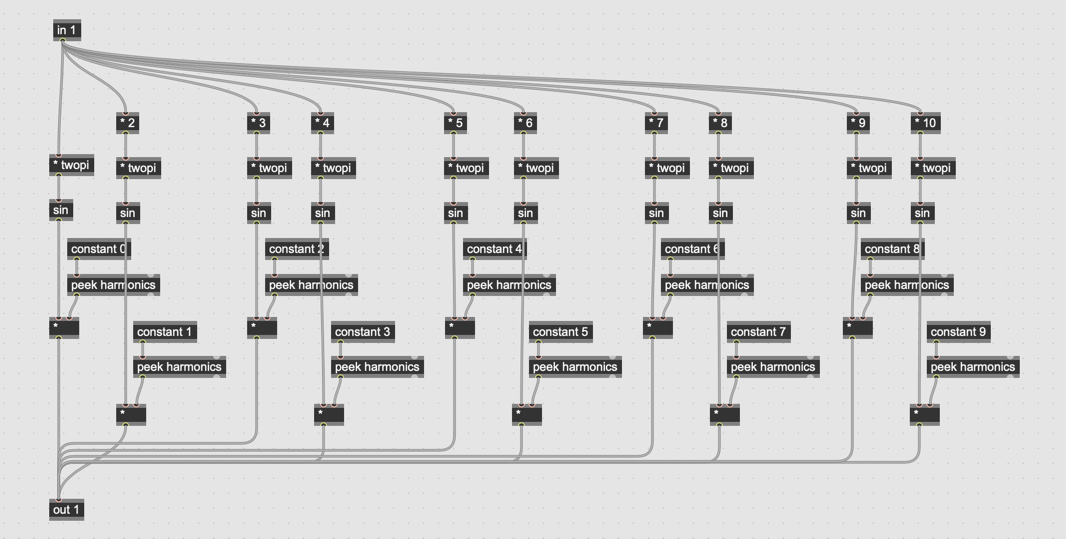 in 1
* 2
* 3
* 4
* 5
* 6
* 7
* 8
* 9
* 10
* twopi
* twopi
* twopi
* twopi
* twopi
* twopi
* twopi
* twopi
* twopi
* twopi
sin
sin
sin
sin
sin
sin
sin
sin
sin
sin
constant 0
constant 2
constant 4
constant 6
constant 8
peek harmonics
peek harmonics
peek harmonics
peek harmonics
peek harmonics
*
*
*
*
*
constant 1
constant 3
constant 5
constant 7
constant 9
peek harmonics
peek harmonics
peek harmonics
peek harmonics
peek harmonics
*
*
*
*
*
out 1